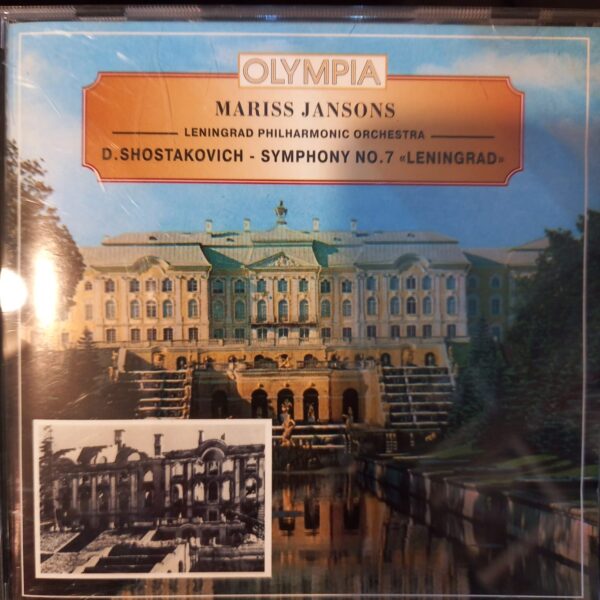 OLYMPIA
MARISS JANSONS
LENINGRAD PHILHARMONIC ORCHESTRA
D.SHOSTAKOVICH - SYMPHONY NO.7 «LENINGRAD»